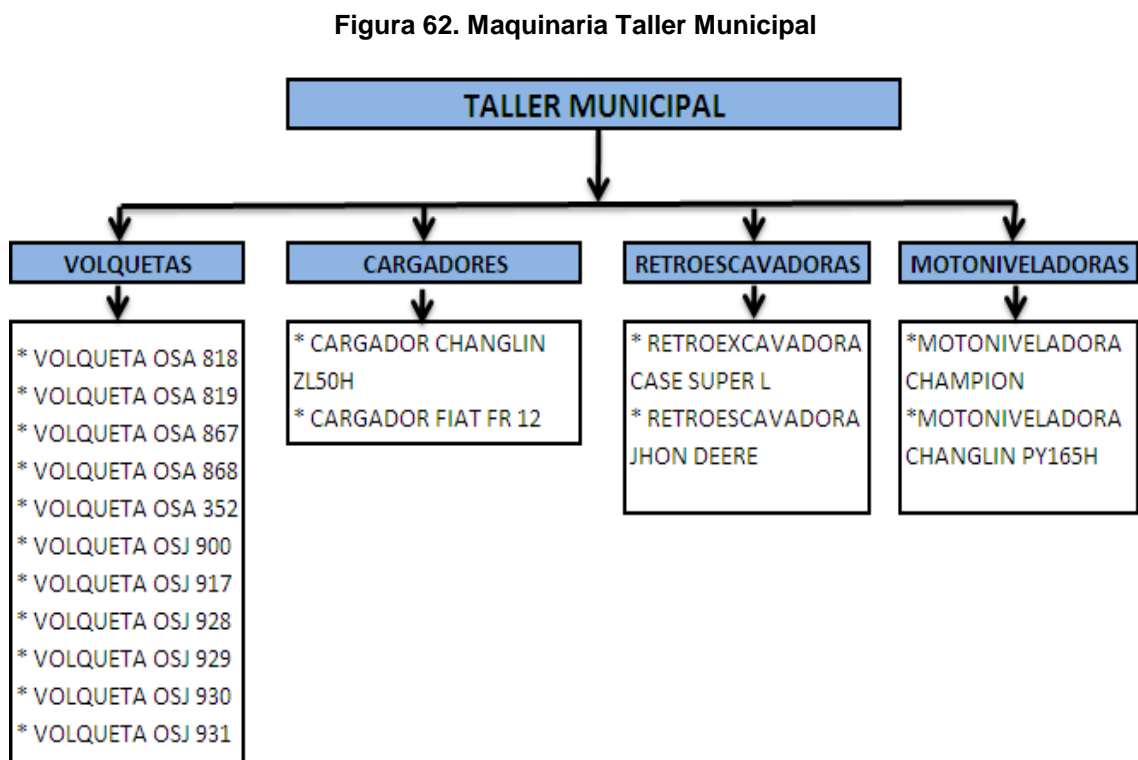 Figura 62. Maquinaria Taller Municipal
TALLER MUNICIPAL
VOLQUETAS
* VOLQUETA OSA 818
* VOLQUETA OSA 819
* VOLQUETA OSA 867
* VOLQUETA OSA 868
* VOLQUETA OSA 352
* VOLQUETA OSJ 900
* VOLQUETA OSJ 917
* VOLQUETA OSJ 928
* VOLQUETA OSJ 929
* VOLQUETA OSJ 930
* VOLQUETA OSJ 931
CARGADORES
* CARGADOR CHANGLIN
ZL50H
* CARGADOR FIAT FR 12
RETROESCAVADORAS
* RETROEXCAVADORA
CASE SUPER L
* RETROESCAVADORA
JHON DEERE
MOTONIVELADORAS
*MOTONIVELADORA
CHAMPION
*MOTONIVELADORA
CHANGLIN PY165H